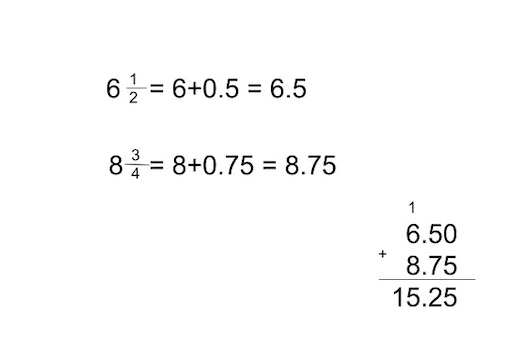 6 1/2 = 6+0.5 = 6.5
8 3/4 = 8+0.75 = 8.75
1
6.50
+ 8.75
15.25